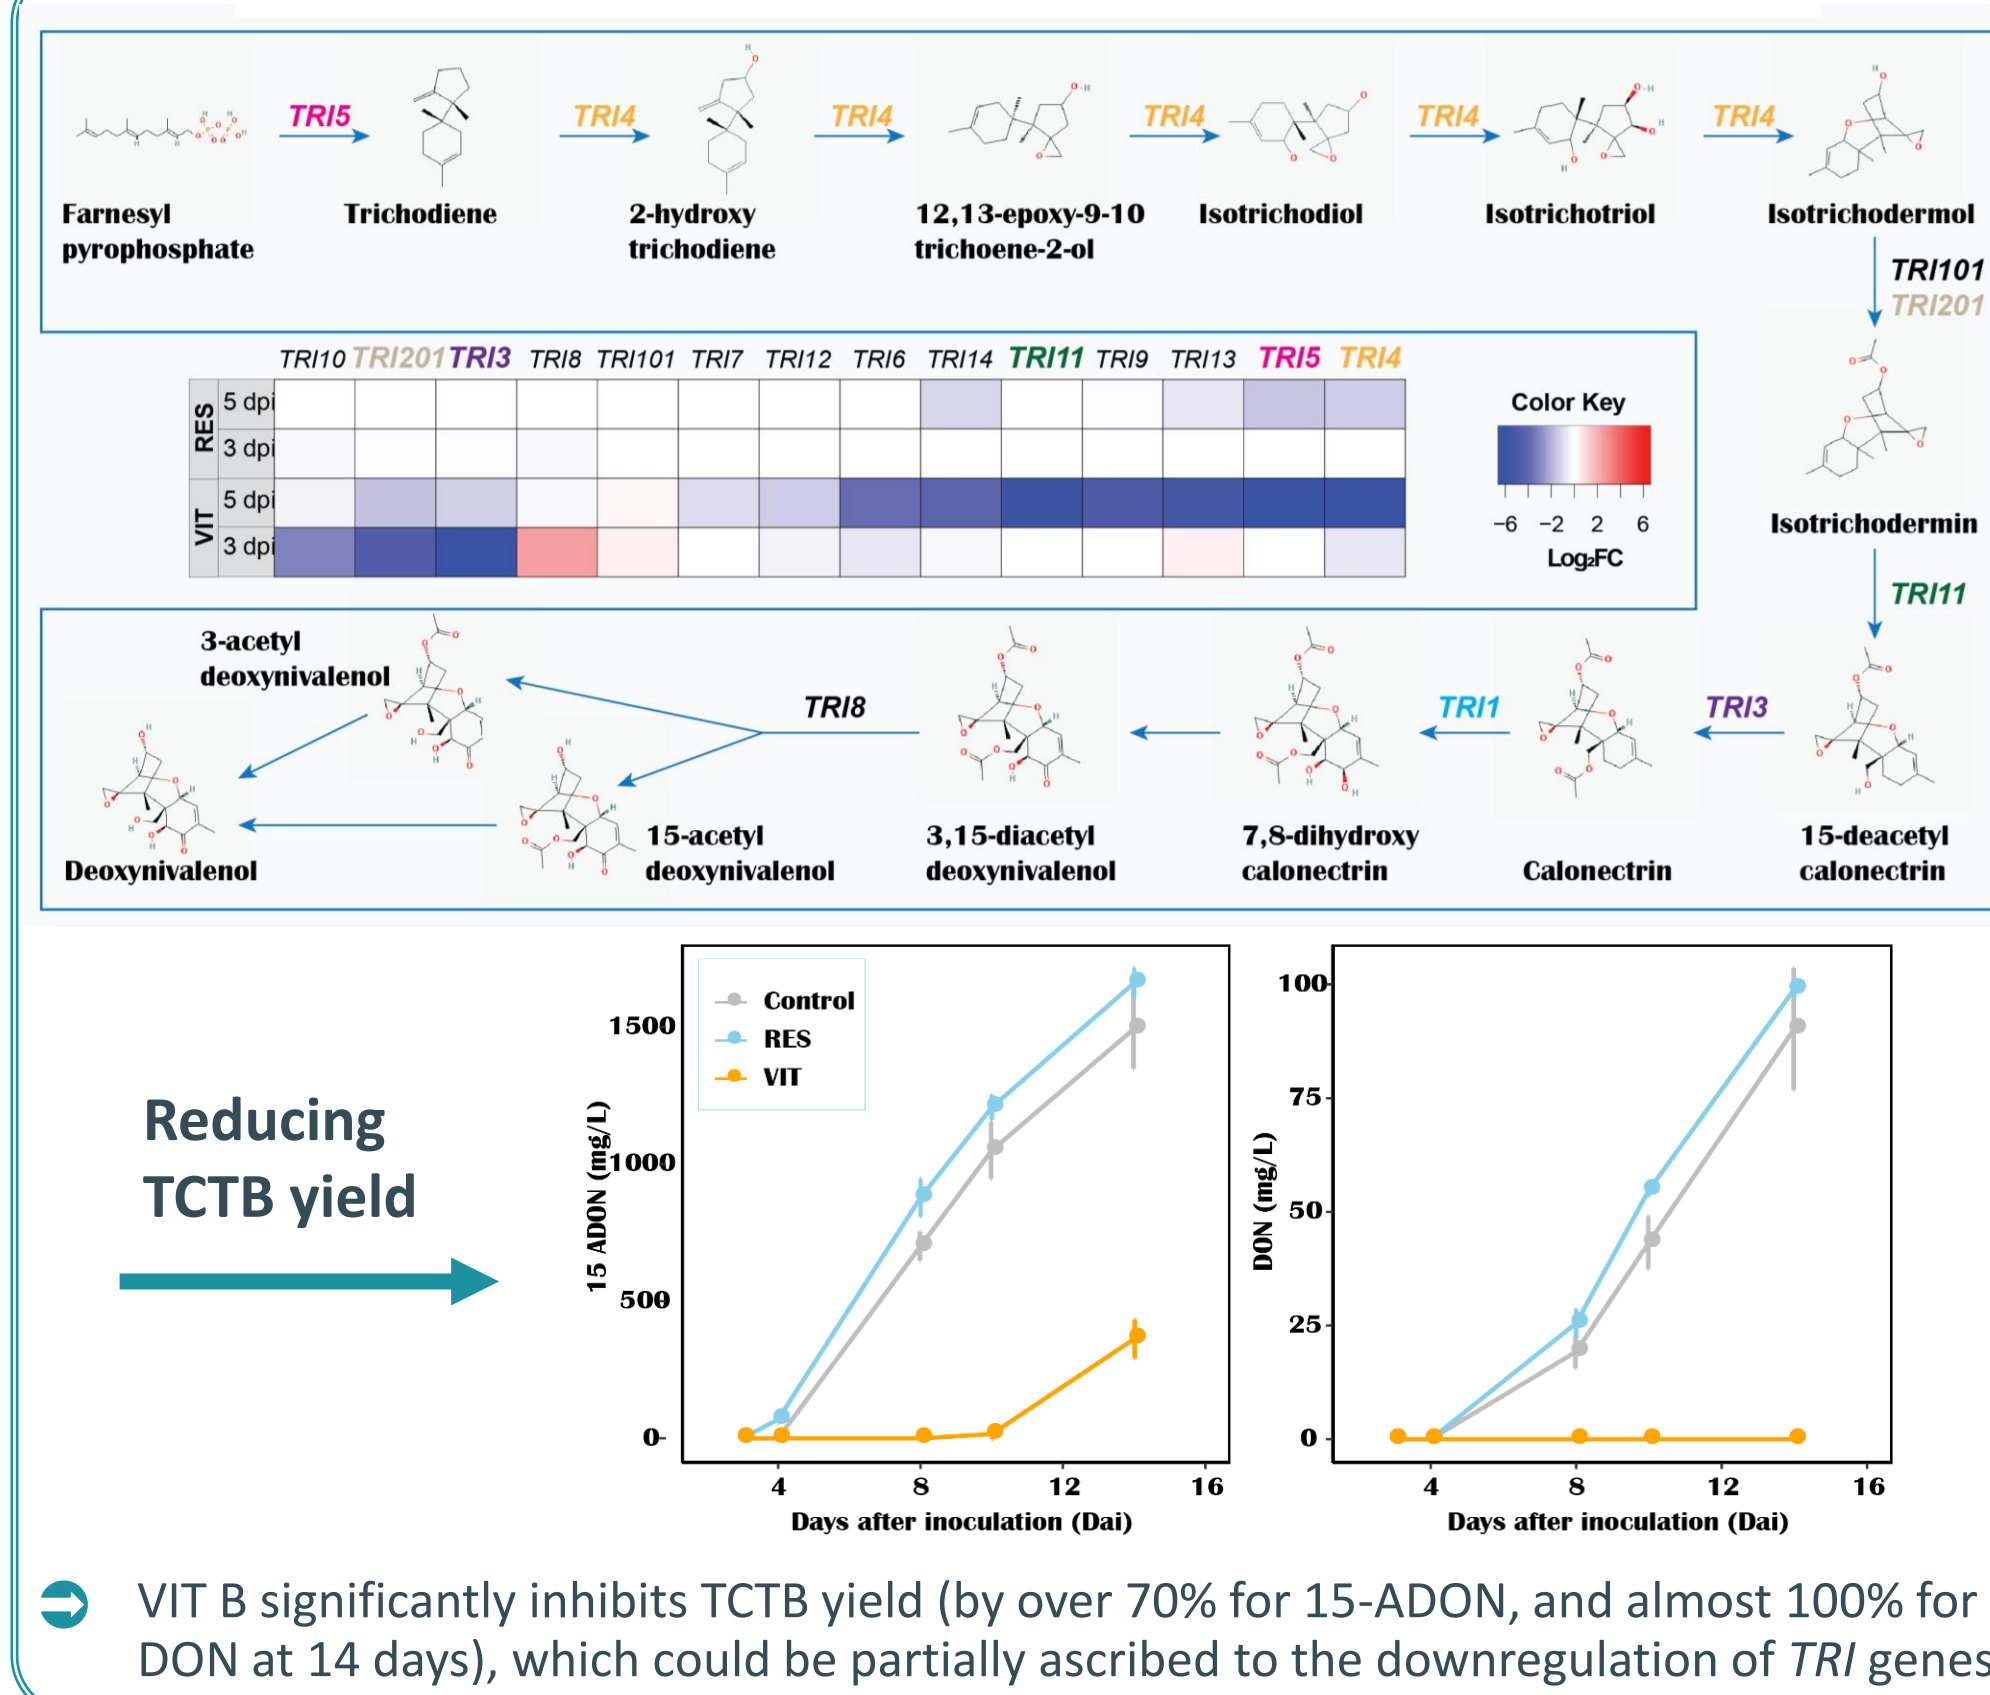 TRI5
TRI4
TRI4
TRI4
TRI4
TRI4
Farnesyl
pyrophosphate
Trichodiene
2-hydroxy
trichodiene
12,13-epoxy-9-10
trichoene-2-ol
Isotrichodiol
Isotrichotriol
Isotrichodermol
TRI101
TRI201
Isotrichodermin
TRI11
TRI10 TRI201 TRI3 TRI8 TRI101 TRI7 TRI12 TRI6 TRI14 TRI11 TRI9 TRI13 TRI5 TRI4
RES
5 dpi
3 dpi
VIT
5 dpi
3 dpi
Color Key
−6 −2 2 6
Log₂FC
3-acetyl
deoxynivalenol
Deoxynivalenol
TRI8
15-acetyl
deoxynivalenol
3,15-diacetyl
deoxynivalenol
7,8-dihydroxy
calonectrin
TRI1
Calonectrin
TRI3
15-deacetyl
calonectrin
Reducing
TCTB yield
15 ADON (mg/L)
1500
1000
500
0
Control
RES
VIT
4 8 12 16
Days after inoculation (Dai)
DON (mg/L)
100
75
50
25
0
4 8 12 16
Days after inoculation (Dai)
VIT B significantly inhibits TCTB yield (by over 70% for 15-ADON, and almost 100% for
DON at 14 days), which could be partially ascribed to the downregulation of TRI genes